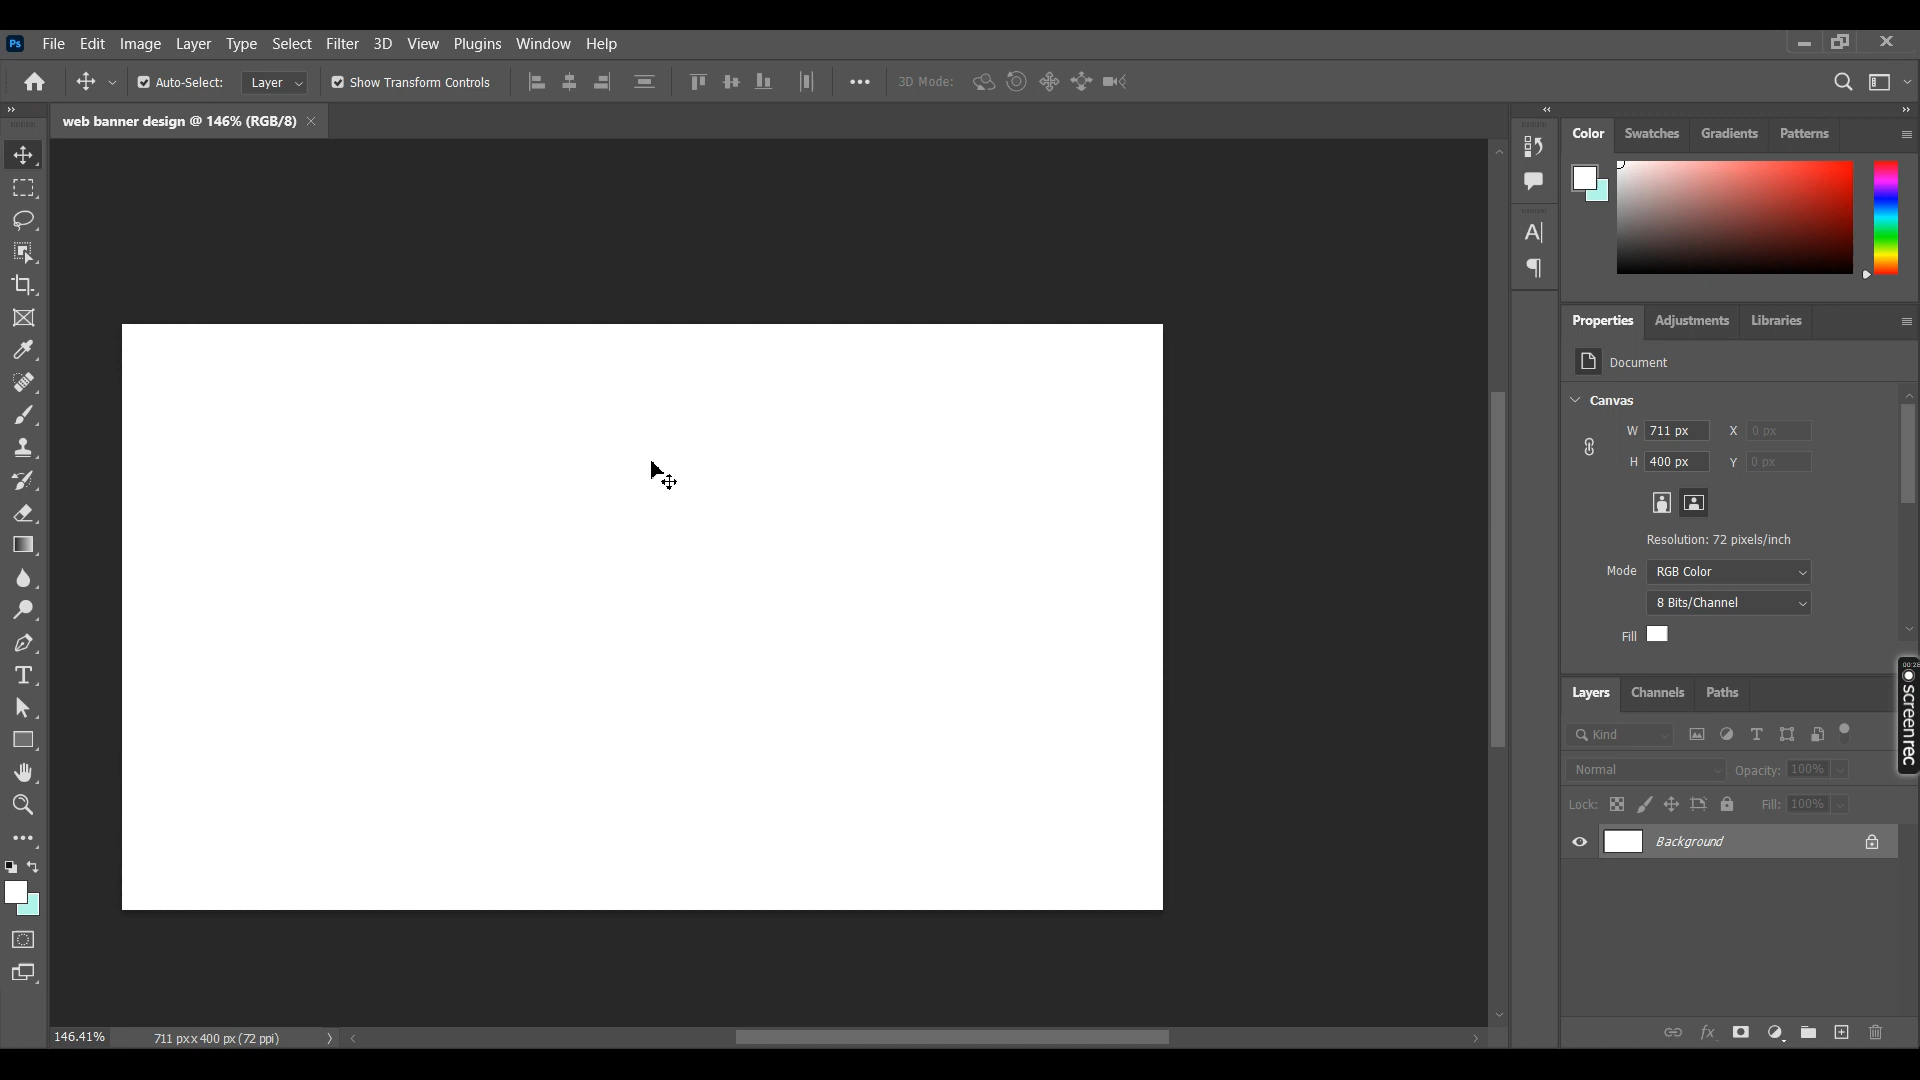 Ps File Edit Image Layer Type Select Filter 3D View Plugins Window Help
Auto-Select: Layer Show Transform Controls 3D Mode:
web banner design @ 146% (RGB/8)
Color Swatches Gradients Patterns
A
Properties Adjustments Libraries
Document
Canvas
W 711 px X 0 px
H 400 px Y 0 px
Resolution: 72 pixels/inch
Mode RGB Color
8 Bits/Channel
Fill
T
Layers Channels Paths
Kind T
Normal Opacity: 100%
Lock: Fill: 100%
Background
fx
00:28
screenrec
146.41% 711 px x 400 px (72 ppi)